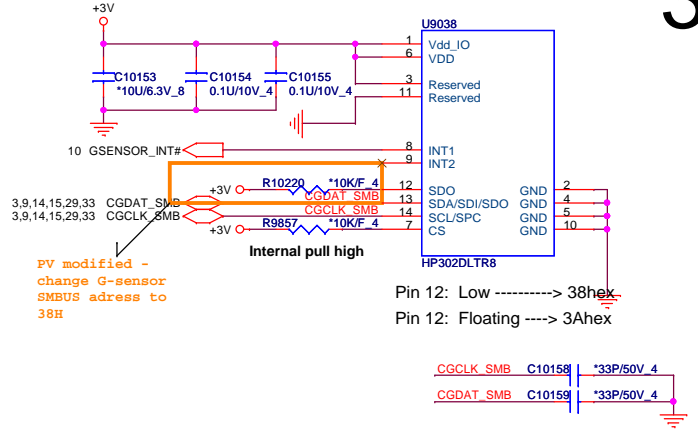 3
+3V
U9038
1 Vdd_IO
6 VDD
3 Reserved
11 Reserved
C10153
*10U/6.3V_8
C10154
0.1U/10V_4
C10155
0.1U/10V_4
10 GSENSOR_INT#
8 INT1
9 INT2
+3V R10220 *10K/F_4 12 SDO GND 2
3,9,14,15,29,33 CGDAT_SMB CGDAT_SMB 13 SDA/SDI/SDO GND 4
3,9,14,15,29,33 CGCLK_SMB CGCLK_SMB 14 SCL/SPC GND 5
+3V R9857 *10K/F_4 7 CS GND 10
Internal pull high
HP302DLTR8
PV modified -
change G-sensor
SMBUS adress to
38H
Pin 12: Low ----------> 38hex
Pin 12: Floating ----> 3Ahex
CGCLK_SMB C10158 *33P/50V_4
CGDAT_SMB C10159 *33P/50V_4